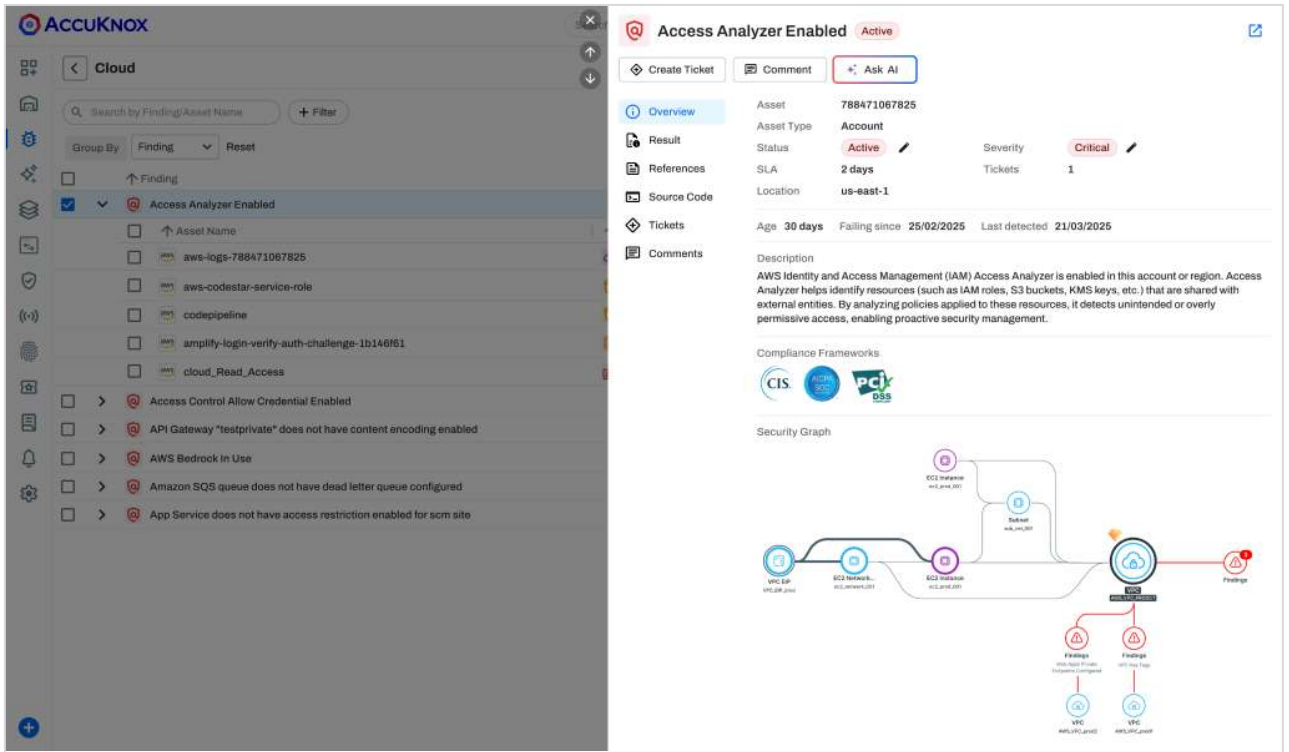 ACCUKNOX
Cloud
Search by Finding/Asset Name
+ Filter
Group By
Finding
Reset
Finding
Access Analyzer Enabled
Asset Name
aws-logs-788471067825
aws-codestar-service-role
codepipeline
amplify-login-verify-auth-challenge-1b146f61
cloud_Read_Access
Access Control Allow Credential Enabled
API Gateway "testprivate" does not have content encoding enabled
AWS Bedrock In Use
Amazon SQS queue does not have dead letter queue configured
App Service does not have access restriction enabled for scm site
Access Analyzer Enabled Active
Create Ticket Comment Ask AI
Overview
Result
References
Source Code
Tickets
Comments
Asset 788471067825
Asset Type Account
Status Active Severity Critical
SLA 2 days Tickets 1
Location us-east-1
Age 30 days Failing since 25/02/2025 Last detected 21/03/2025
Description
AWS Identity and Access Management (IAM) Access Analyzer is enabled in this account or region. Access
Analyzer helps identify resources (such as IAM roles, S3 buckets, KMS keys, etc.) that are shared with
external entities. By analyzing policies applied to these resources, it detects unintended or overly
permissive access, enabling proactive security management.
Compliance Frameworks
CIS. AICPA SOC PCI DSS
Security Graph
EC2 Instance
ec2_prod_001
Subnet
VPC EIP
EC2 Network...
ec2_network_001
EC2 Instance
ec2_prod_001
VPC
AWS_VPC_PROD27
1
Findings
Findings
Findings
VPC
AWS_VPC_prod2
VPC